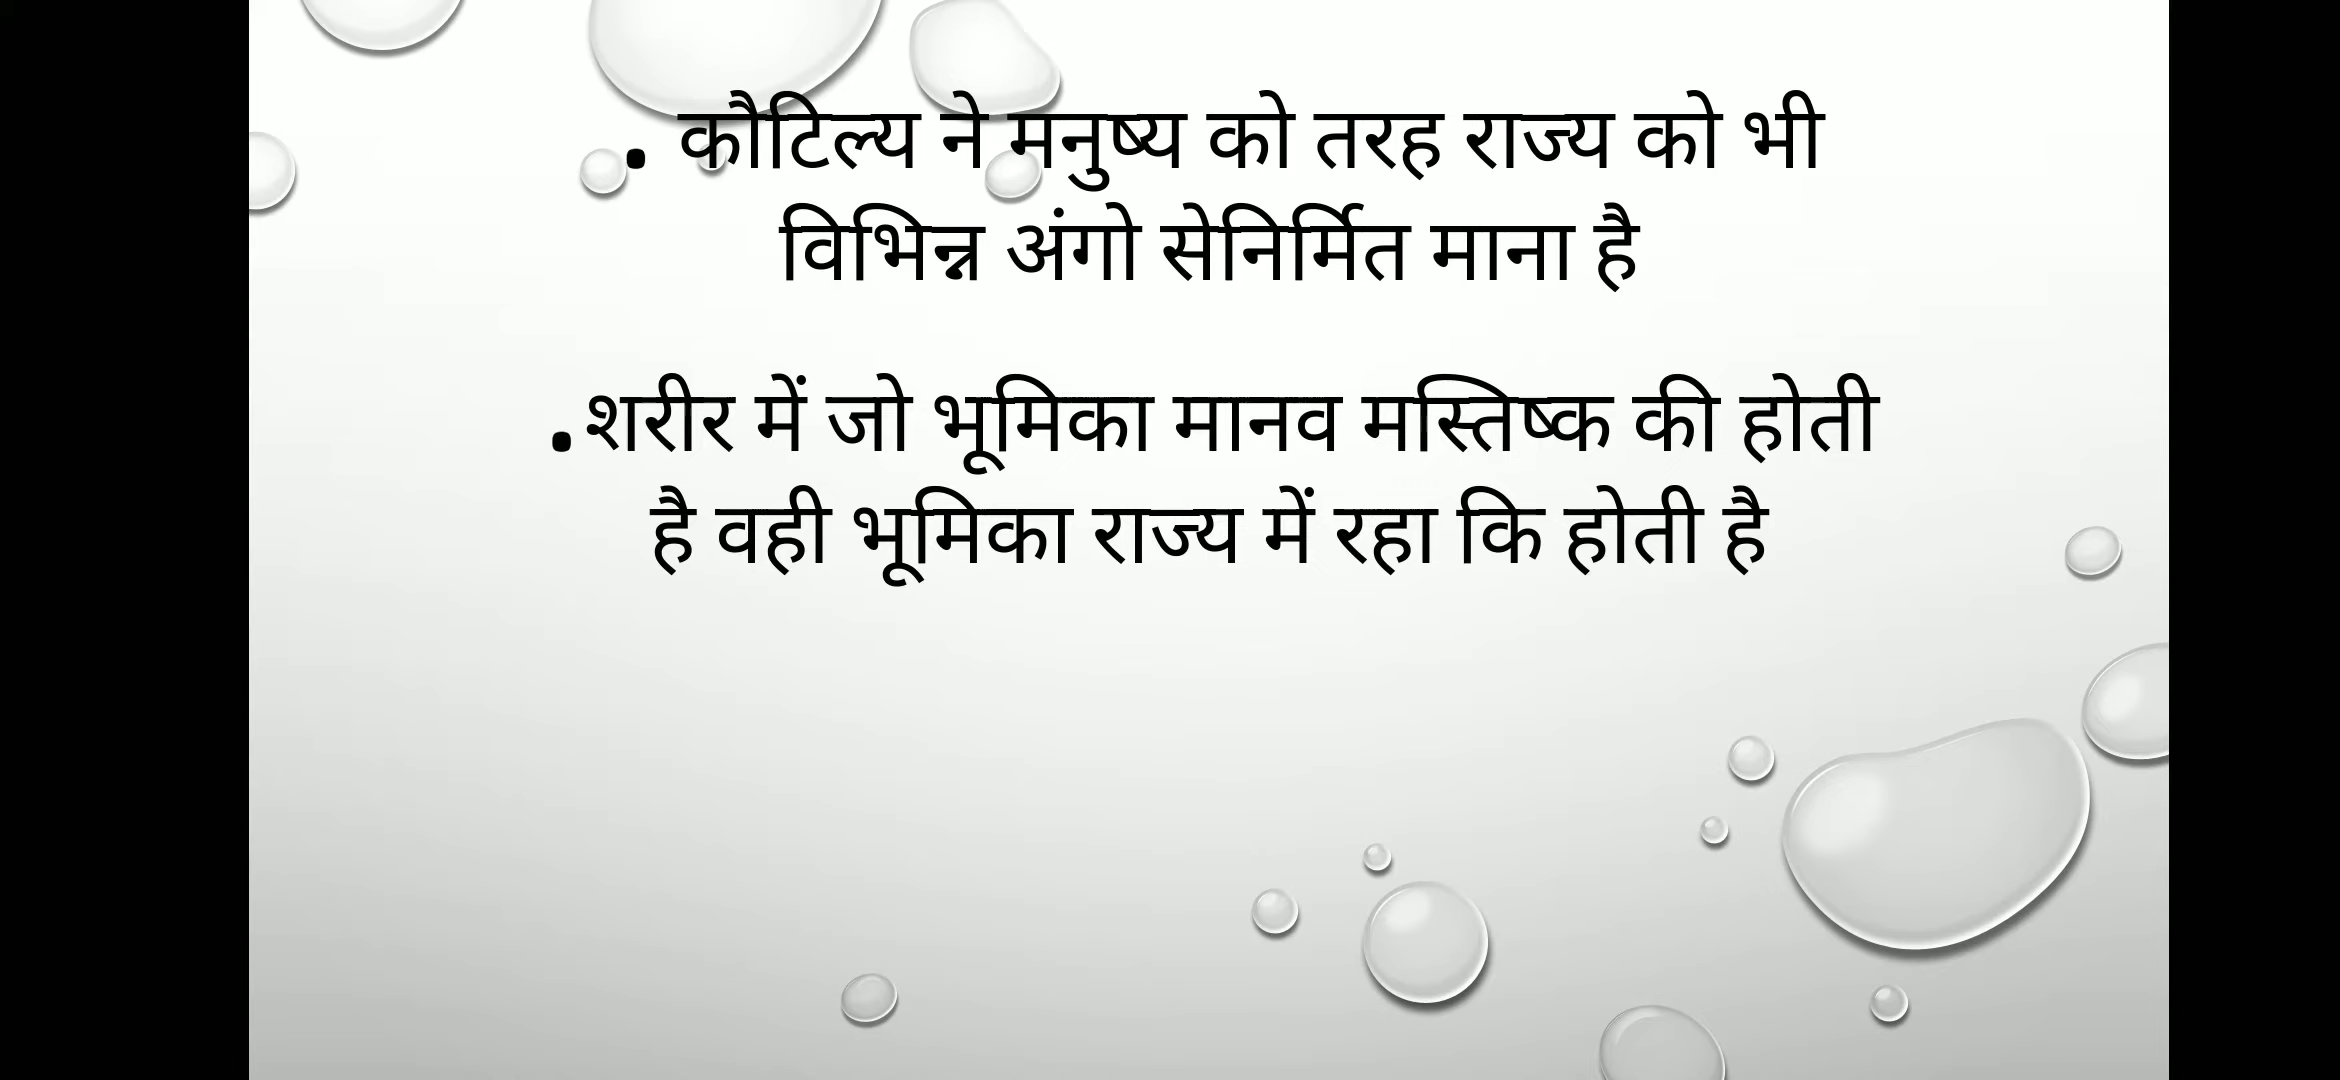 . कौटिल्य ने मनुष्य को तरह राज्य को भी
विभिन्न अंगो सेनिर्मित माना है
.शरीर में जो भूमिका मानव मस्तिष्क की होती
है वही भूमिका राज्य में रहा कि होती है